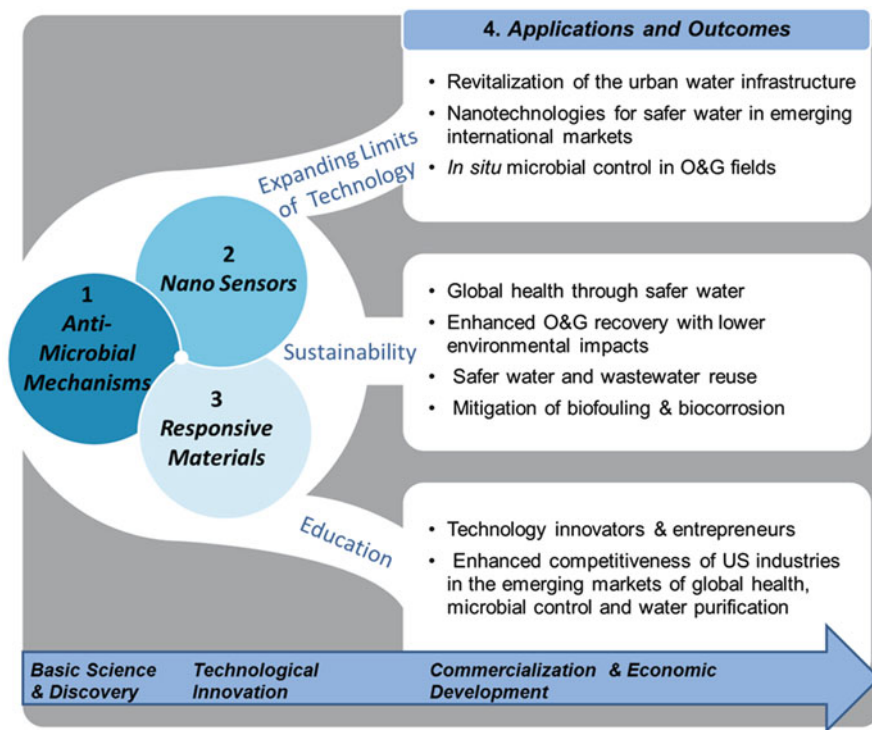 4. Applications and Outcomes
• Revitalization of the urban water infrastructure
• Nanotechnologies for safer water in emerging
international markets
• In situ microbial control in O&G fields
Expanding Limits
of Technology
2
Nano Sensors
1
Anti-
Microbial
Mechanisms
3
Responsive
Materials
Sustainability
• Global health through safer water
• Enhanced O&G recovery with lower
environmental impacts
• Safer water and wastewater reuse
• Mitigation of biofouling & biocorrosion
Education
• Technology innovators & entrepreneurs
• Enhanced competitiveness of US industries
in the emerging markets of global health,
microbial control and water purification
Basic Science
& Discovery
Technological
Innovation
Commercialization & Economic
Development